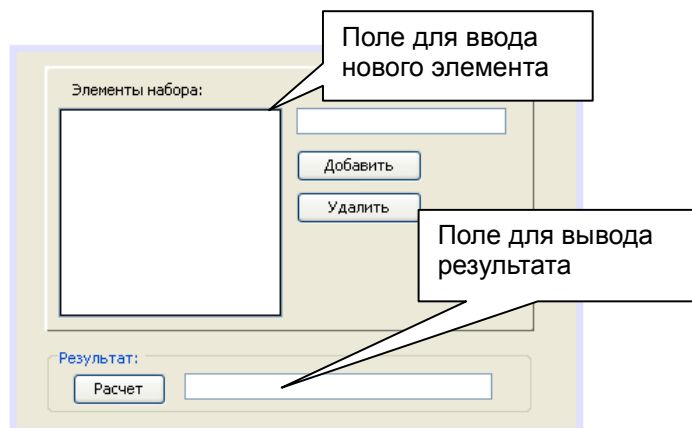 Поле для ввода
нового элемента
Элементы набора:
Добавить
Удалить
Поле для вывода
результата
Результат:
Расчет